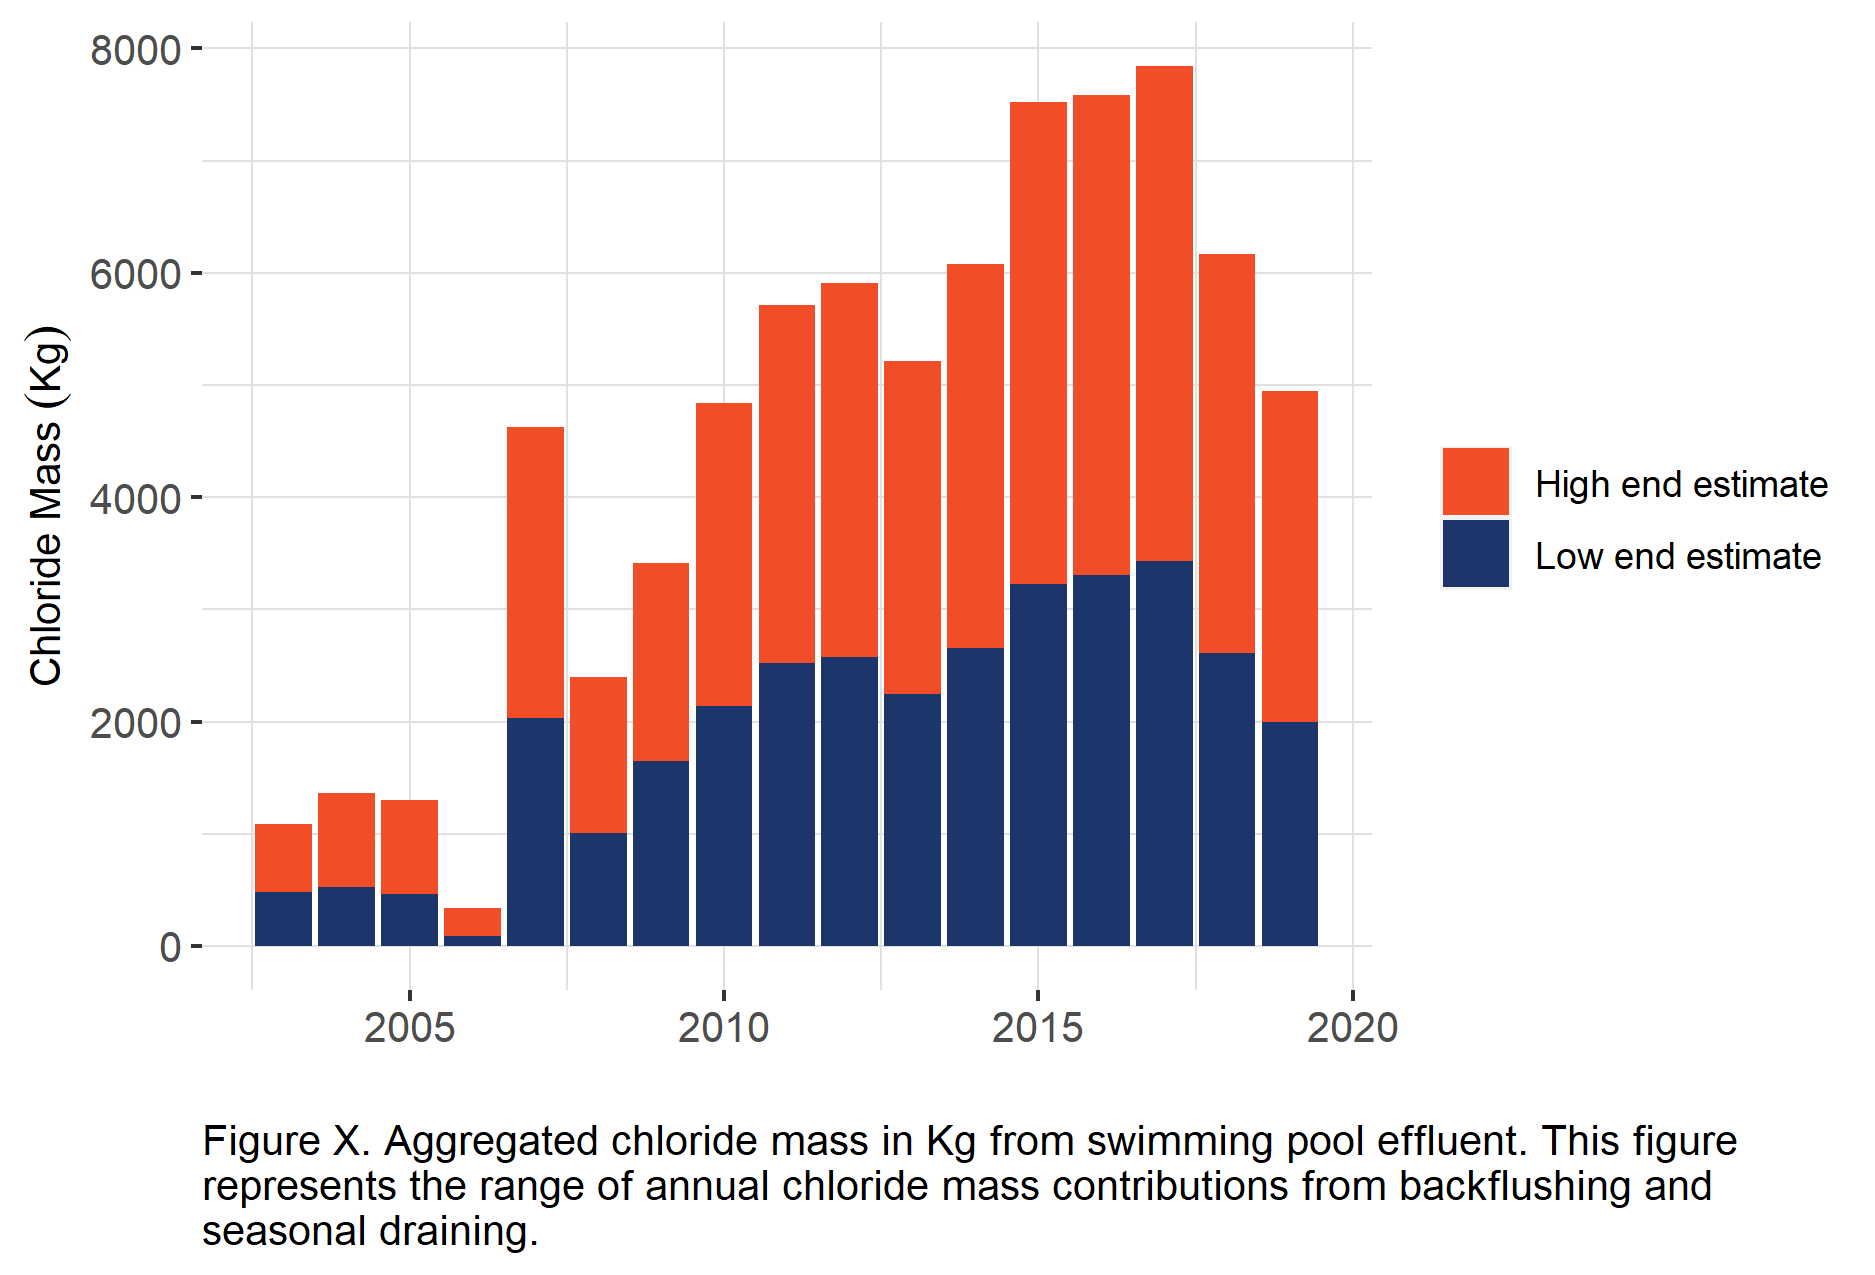 8000
6000
4000
2000
0
Chloride Mass (Kg)
2005
2010
2015
2020
High end estimate
Low end estimate
Figure X. Aggregated chloride mass in Kg from swimming pool effluent. This figure
represents the range of annual chloride mass contributions from backflushing and
seasonal draining.